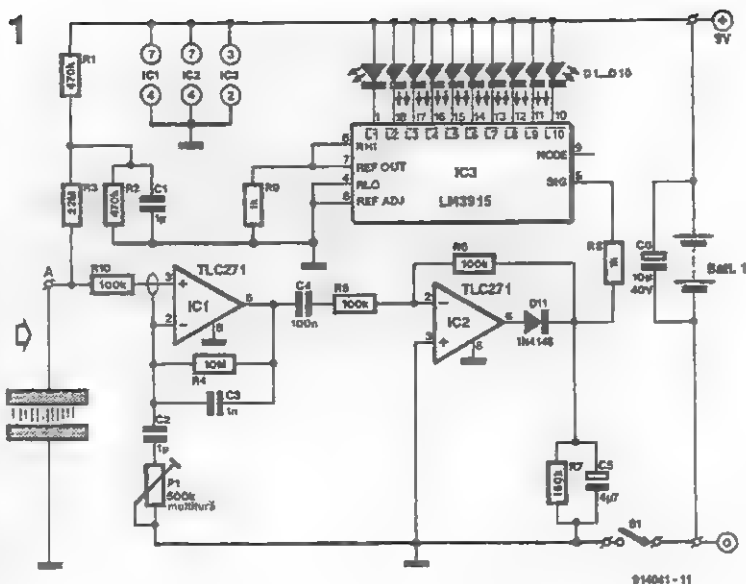 1
R1
470k
7
7
3
IC1
IC2
IC3
4
4
2
9V
D1...D10
1
18
17
16
15
14
13
12
11
10
L1
L2
L3
L4
L5
L6
L7
L8
L9
L10
6
RHI
7
REF OUT
4
RLO
8
REF ADJ
IC3
LM3915
MODE
9
SIG
5
R9
1k
R3
22M
R2
470k
C1
1µ
R8
1k
C6
10µ
40V
Batt. 1
A
R10
100k
TLC271
3
2
IC1
6
8
C4
100n
R5
100k
R6
100k
TLC271
2
3
IC2
6
8
D11
1N4148
R4
10M
C3
1n
C2
1µ
P1
500k
multiturn
R7
C5
4µ7
S1
0
914041 - 11